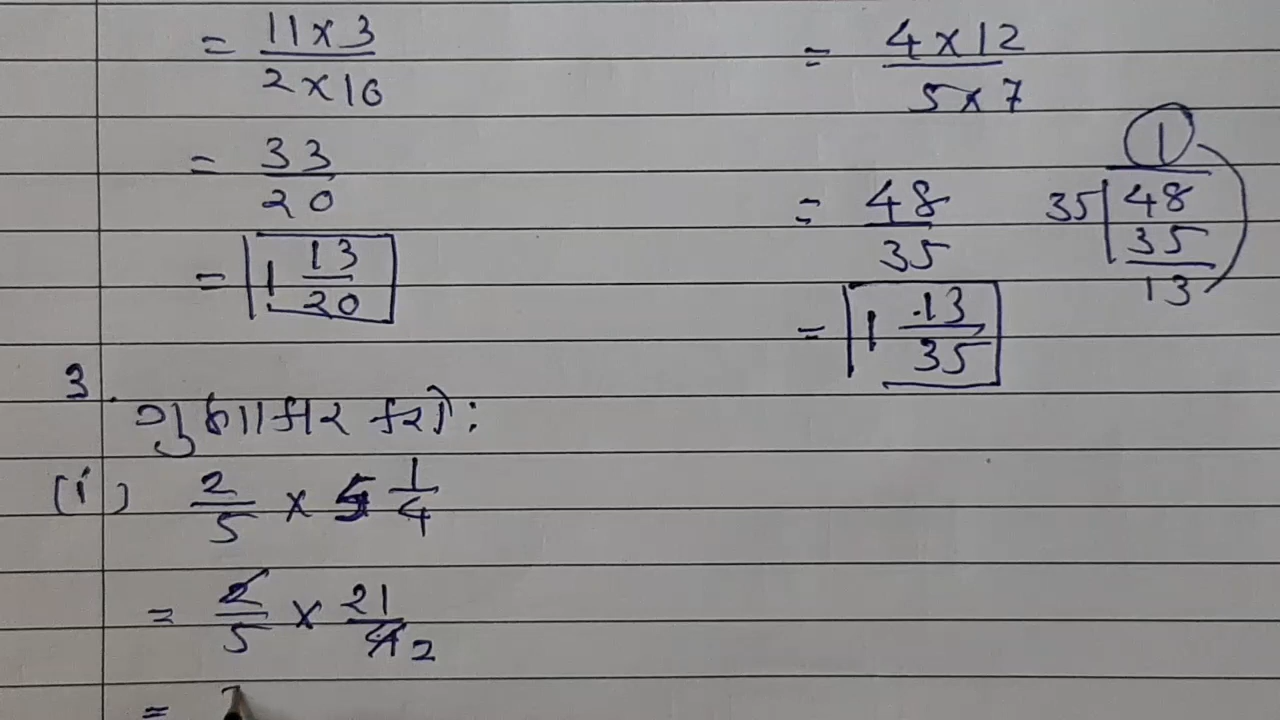 = 11 x 3 / 2 x 10
= 33 / 20
= 1 13/20
= 4 x 12 / 5 x 7
= 48 / 35
35 | 48
1
35
13
= 1 13/35
3.
ગુણાકાર કરો :
(i) 2/5 x 5 1/4
= 2/5 x 21/4 2
=